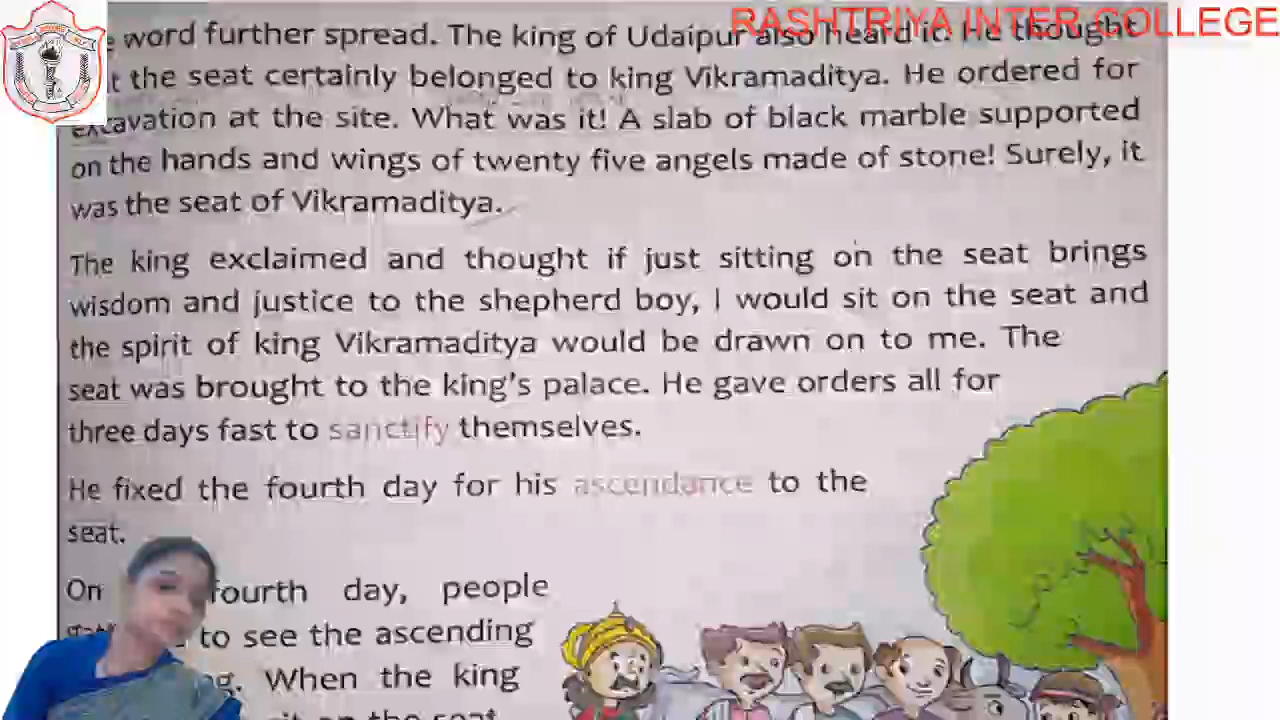 RASHTRIYA INTER COLLEGE
word further spread. The king of Udaipur also heard it. He thought
the seat certainly belonged to king Vikramaditya. He ordered for
excavation at the site. What was it! A slab of black marble supported
on the hands and wings of twenty five angels made of stone! Surely, it
was the seat of Vikramaditya.
The king exclaimed and thought if just sitting on the seat brings
wisdom and justice to the shepherd boy, I would sit on the seat and
the spirit of king Vikramaditya would be drawn on to me. The
seat was brought to the king's palace. He gave orders all for
three days fast to sanctify themselves.
He fixed the fourth day for his ascendance to the
seat.
On fourth day, people
to see the ascending
When the king
sit on the seat